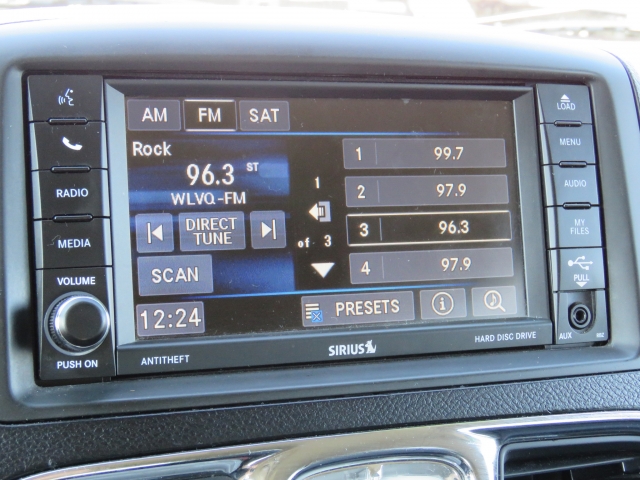 AM FM SAT
Rock
96.3 ST
WLVQ-FM
DIRECT
TUNE
SCAN
12:24
1
of 3
1 99.7
2 97.9
3 96.3
4 97.9
PRESETS
RADIO
MEDIA
VOLUME
PUSH ON
LOAD
MENU
AUDIO
MY
FILES
PULL
AUX
ANTITHEFT
SIRIUS
HARD DISC DRIVE